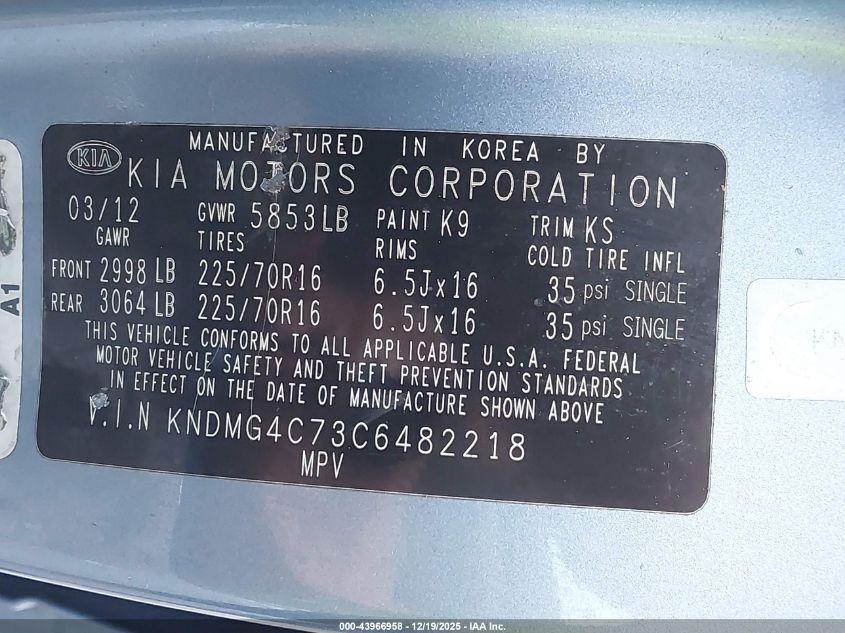 MANUFACTURED IN KOREA BY
KIA KIA MOTORS CORPORATION
03/12 GVWR 5853LB PAINT K9 TRIM KS
GAWR TIRES RIMS COLD TIRE INFL
FRONT 2998 LB 225/70R16 6.5Jx16 35 psi SINGLE
REAR 3064 LB 225/70R16 6.5Jx16 35 psi SINGLE
THIS VEHICLE CONFORMS TO ALL APPLICABLE U.S.A. FEDERAL
MOTOR VEHICLE SAFETY AND THEFT PREVENTION STANDARDS
IN EFFECT ON THE DATE OF MANUFACTURE SHOWN ABOVE
V.I.N KNDMG4C73C6482218
MPV
A1
KN
000-43966958 - 12/19/2025 - IAA Inc.